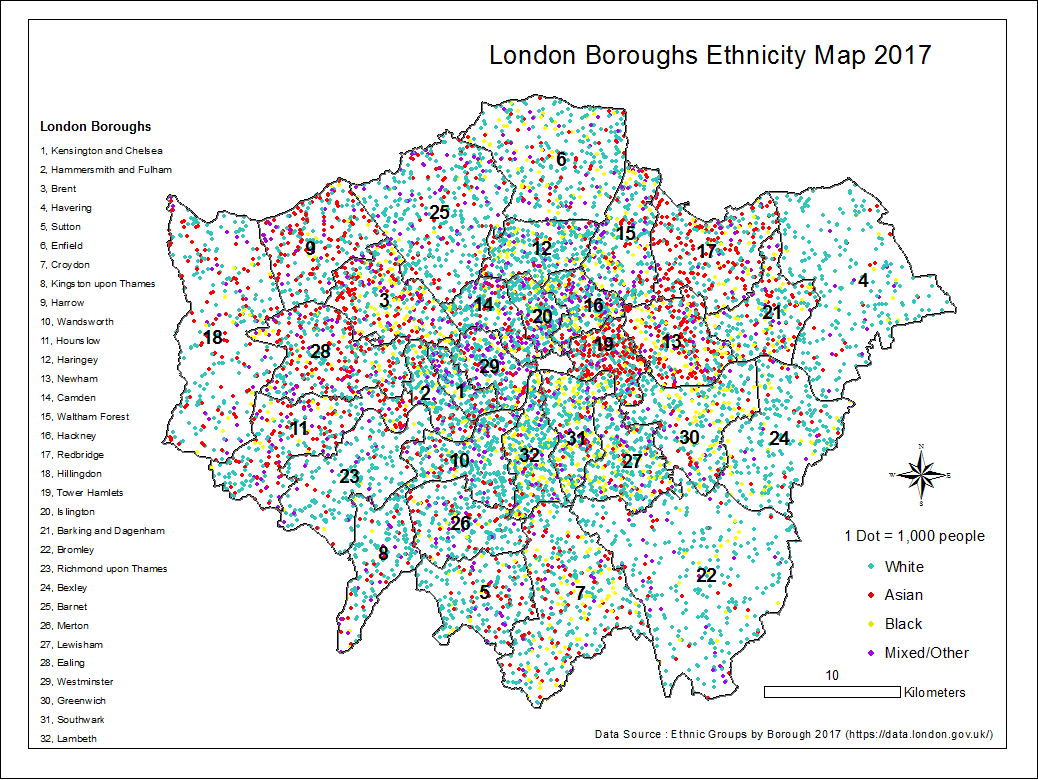 London Boroughs Ethnicity Map 2017
London Boroughs
1, Kensington and Chelsea
2, Hammersmith and Fulham
3, Brent
4, Havering
5, Sutton
6, Enfield
7, Croydon
8, Kingston upon Thames
9, Harrow
10, Wandsworth
11, Hounslow
12, Haringey
13, Newham
14, Camden
15, Waltham Forest
16, Hackney
17, Redbridge
18, Hillingdon
19, Tower Hamlets
20, Islington
21, Barking and Dagenham
22, Bromley
23, Richmond upon Thames
24, Bexley
25, Barnet
26, Merton
27, Lewisham
28, Ealing
29, Westminster
30, Greenwich
31, Southwark
32, Lambeth
6
25
15
12
9
17
4
3
14
16
20
21
18
28
19
13
29
2
1
11
31
30
24
10
32
27
23
26
8
22
5
7
N
W
E
S
1 Dot = 1,000 people
White
Asian
Black
Mixed/Other
10
Kilometers
Data Source : Ethnic Groups by Borough 2017 (https://data.london.gov.uk/)